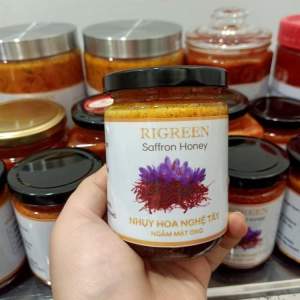 RIGREEN
Saffron Honey
NHỤY HOA NGHỆ TÂY
NGÂM MẬT ONG